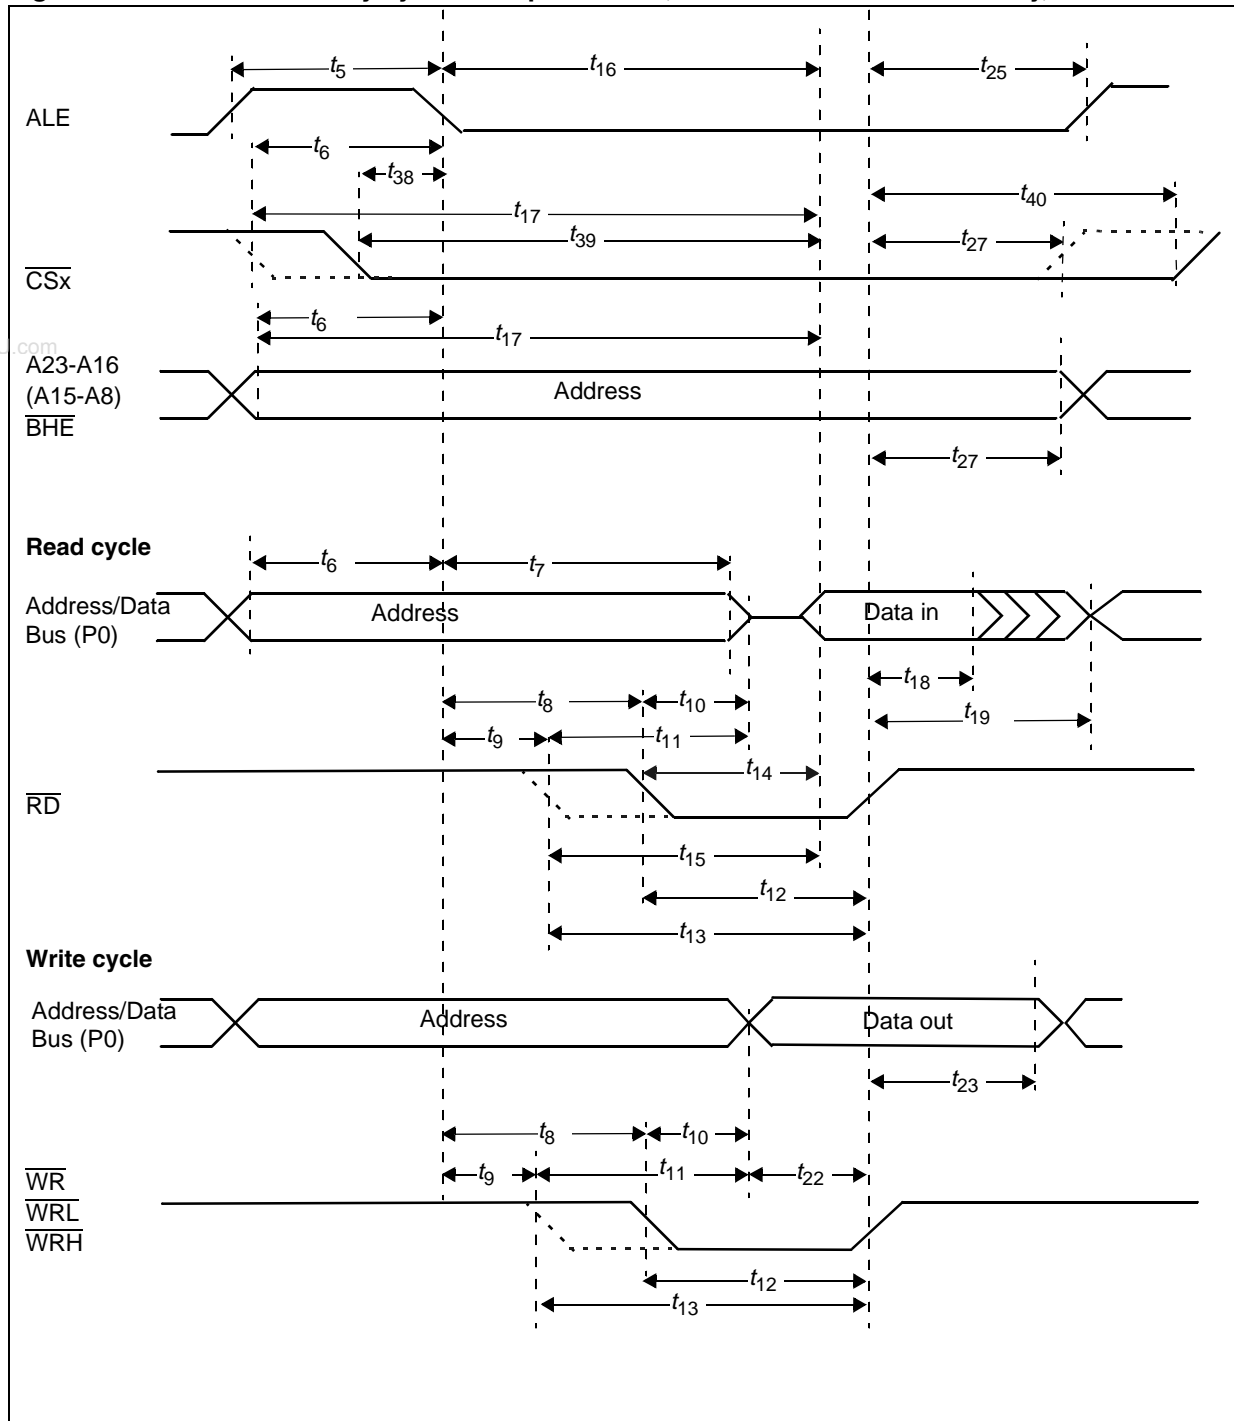 t5
t16
t25
ALE
t6
t38
t40
t17
t39
t27
CSx
t6
t17
.com
A23-A16
(A15-A8)
BHE
Address
t27
Read cycle
t6
t7
Address/Data
Bus (P0)
Address
Data in
t18
t8
t10
t19
t9
t11
t14
RD
t15
t12
t13
Write cycle
Address/Data
Bus (P0)
Address
Data out
t23
t8
t10
t9
t11
t22
WR
WRL
WRH
t12
t13